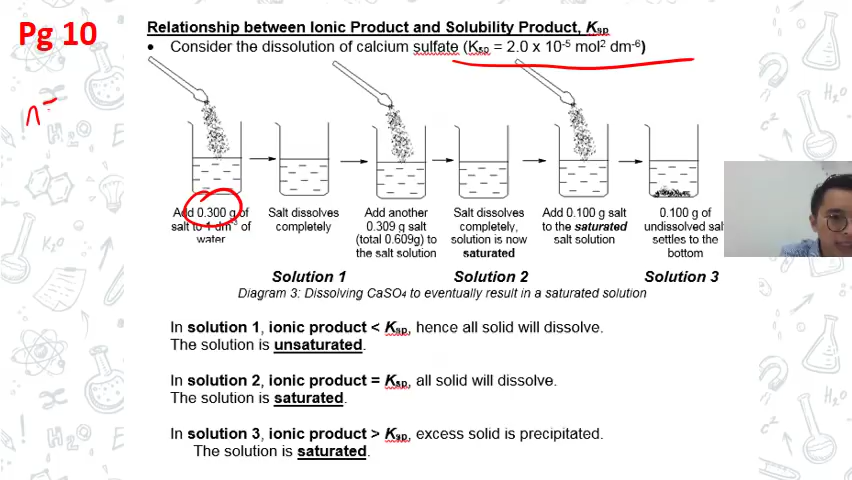 Pg 10
Relationship between Ionic Product and Solubility Product, Ksp
• Consider the dissolution of calcium sulfate (Ksp = 2.0 x 10⁻⁵ mol² dm⁻⁶)
n=
Add 0.300 g of
salt to 1 dm⁻³ of
water
Salt dissolves
completely
Add another
0.309 g salt
(total 0.609g) to
the salt solution
Salt dissolves
completely,
solution is now
saturated
Add 0.100 g salt
to the saturated
salt solution
0.100 g of
undissolved salt
settles to the
bottom
Solution 1
Solution 2
Solution 3
Diagram 3: Dissolving CaSO₄ to eventually result in a saturated solution
In solution 1, ionic product < Ksp, hence all solid will dissolve.
The solution is unsaturated.
In solution 2, ionic product = Ksp, all solid will dissolve.
The solution is saturated.
In solution 3, ionic product > Ksp, excess solid is precipitated.
The solution is saturated.